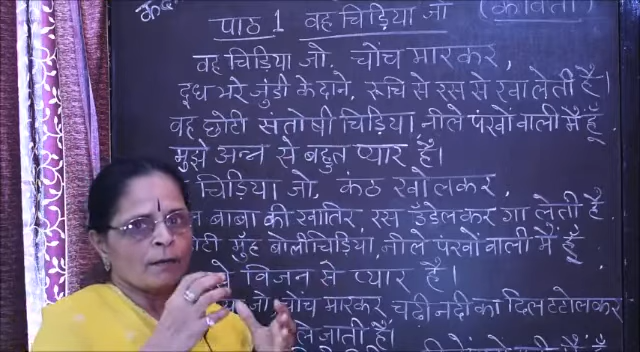 पाठ 1 वह चिड़िया जो (कविता)
वह चिडिया जो. चोंच मारकर,
दूध भरे जुंडी के दाने, रुचि से रस से खा लेती है।
वह छोटी संतोषी चिड़िया, नीले पंखों वाली मैं हूँ.
मुझे अन्न से बहुत प्यार है।
चिड़िया जो, कंठ खोलकर,
बाबा की खातिर, रस उँडेलकर गा लेती है.
मुँह बोली चिड़िया, नीले पंखों वाली मैं हूँ.
विजन से प्यार है।
जो, चोंच मारकर, चढ़ी नदी का दिल टटोलकर
जाती है।